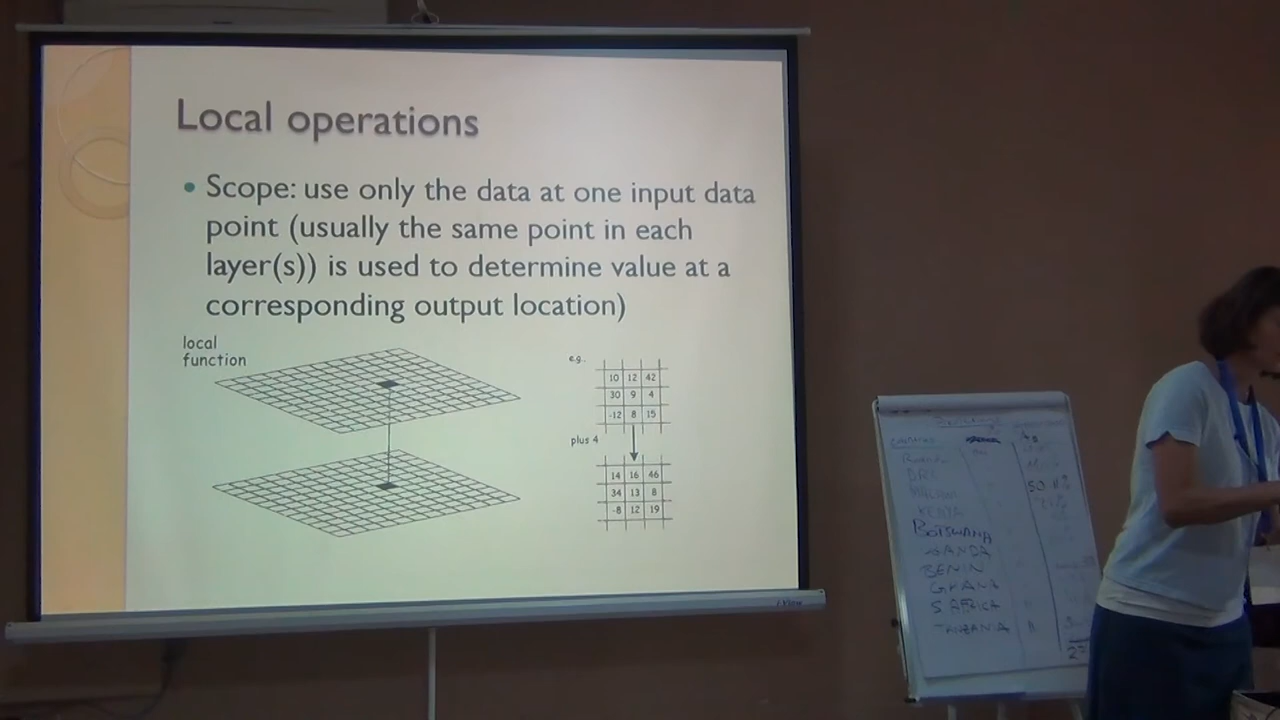 Local operations
• Scope: use only the data at one input data
point (usually the same point in each
layer(s)) is used to determine value at a
corresponding output location)
local
function
e.g..
10 12 42
30 9 4
-12 8 15
plus 4
14 16 46
34 13 8
-8 12 19
DRC
MALAWI
KENYA
BOTSWANA
BENIN
GHANA
S AFRICA
TANZANIA